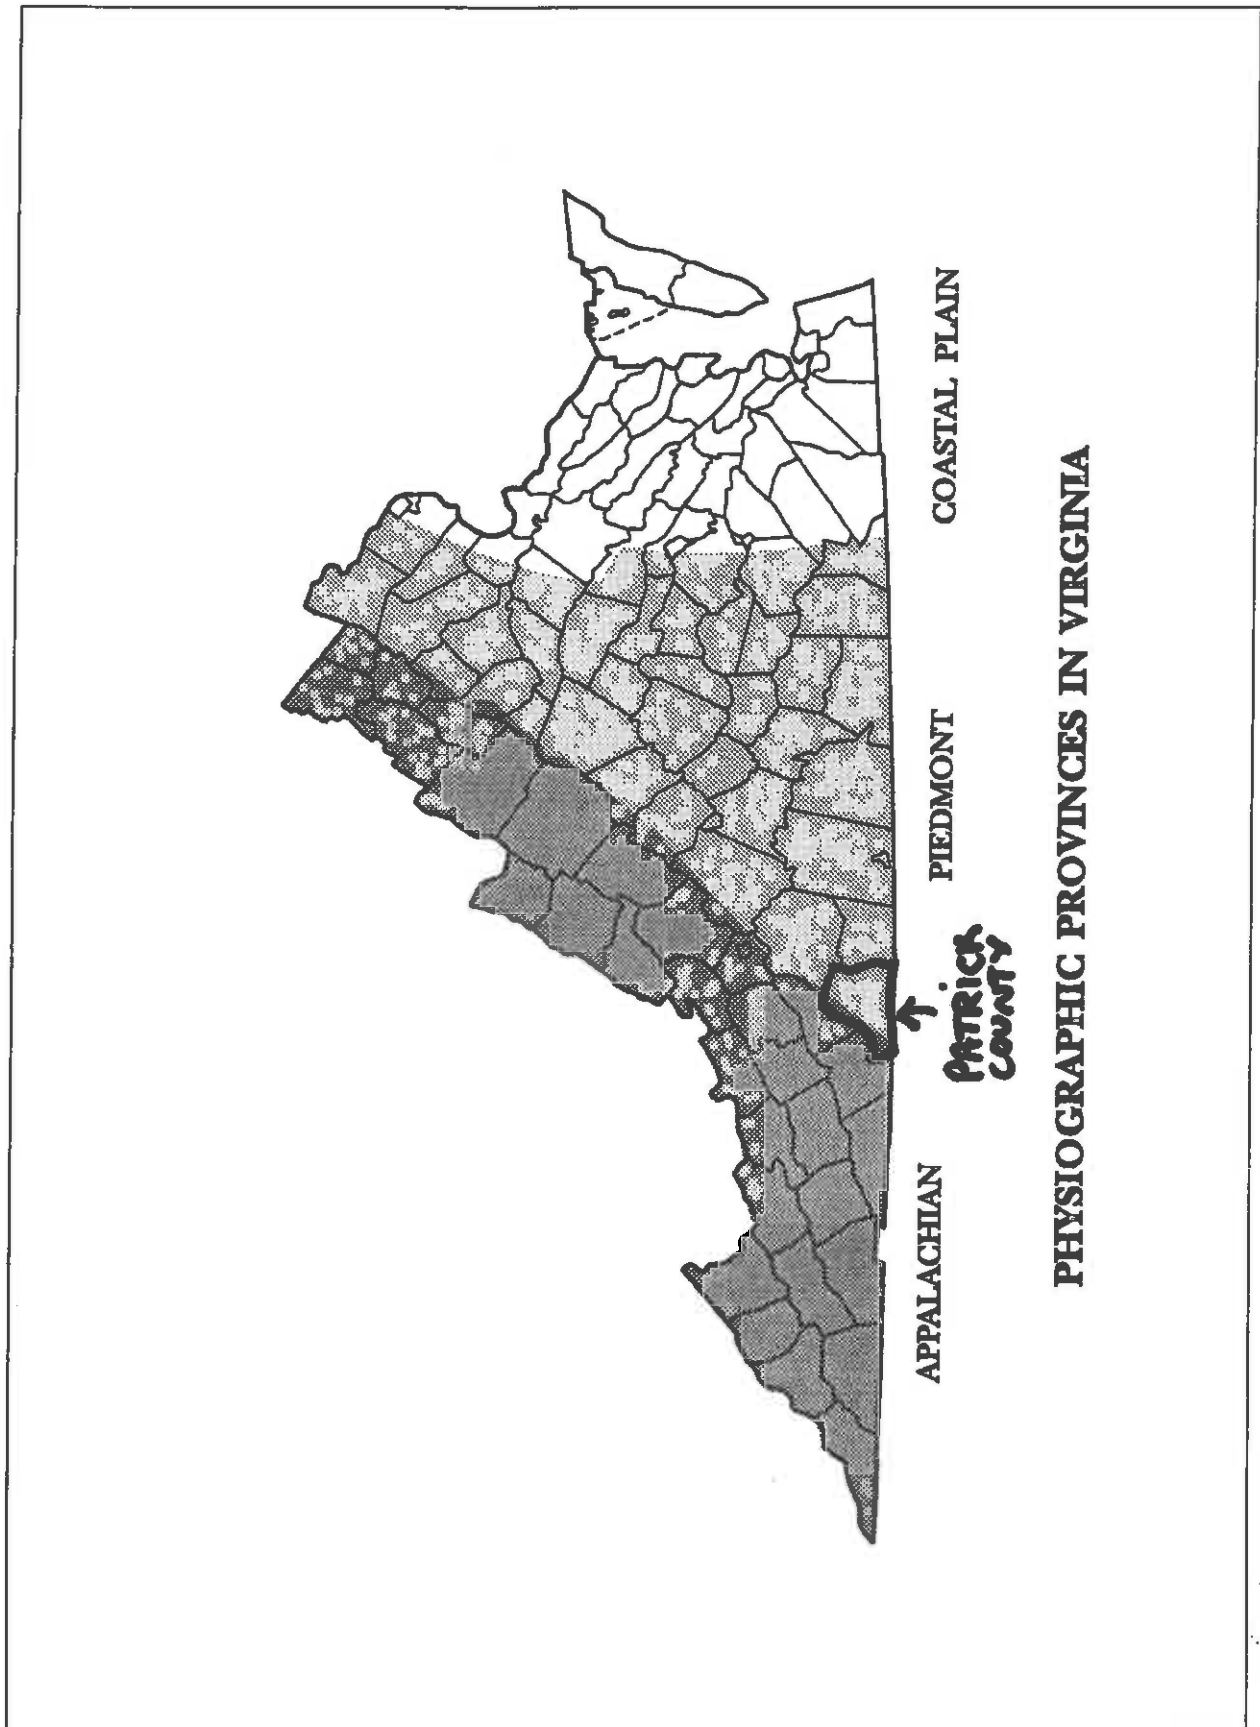 APPALACHIAN
PATRICK
COUNTY
PIEDMONT
COASTAL PLAIN
PHYSIOGRAPHIC PROVINCES IN VIRGINIA